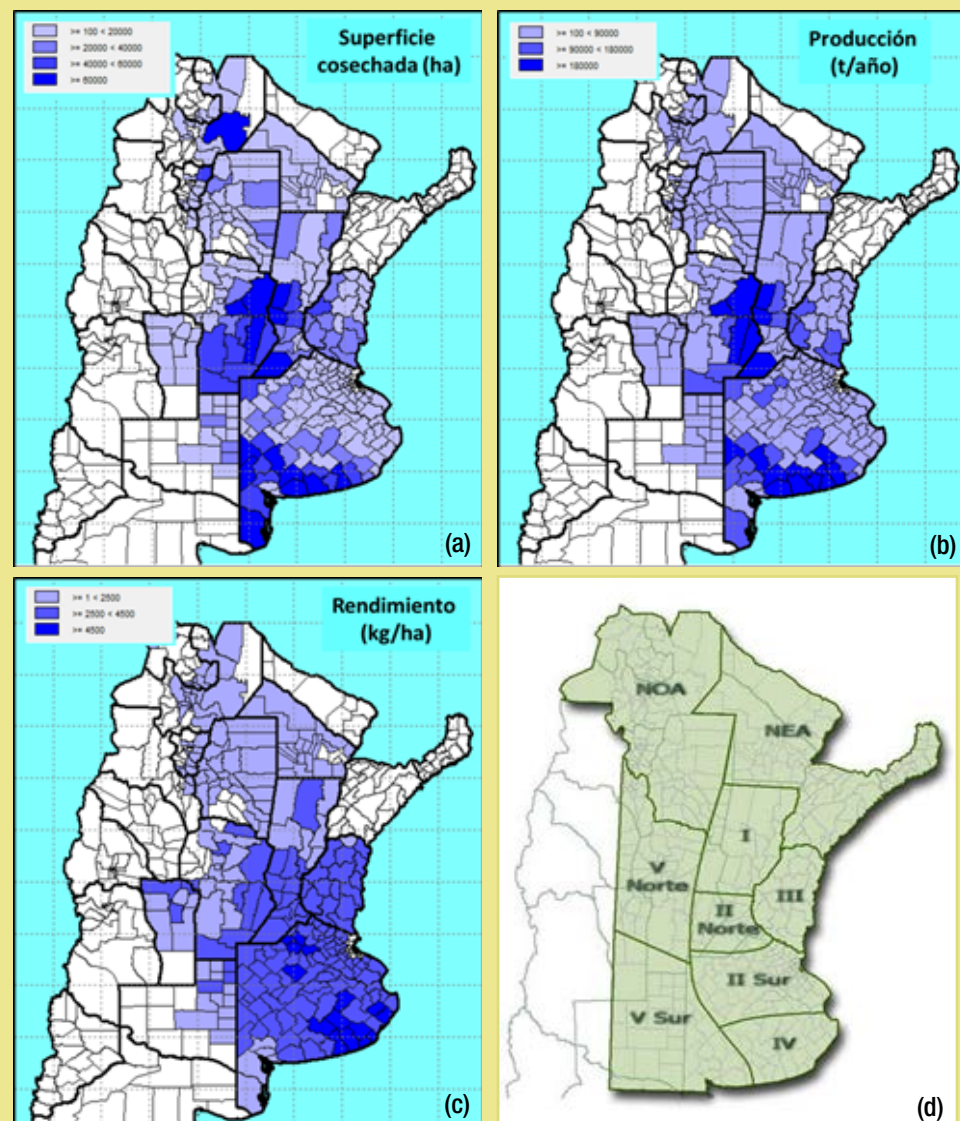 >= 100 < 20000
>= 20000 < 40000
>= 40000 < 60000
>= 60000
Superficie
cosechada (ha)
(a)
>= 100 < 90000
>= 90000 < 180000
>= 180000
Producción
(t/año)
(b)
>= 1 < 2500
>= 2500 < 4500
>= 4500
Rendimiento
(kg/ha)
(c)
NOA
NEA
I
V
Norte
III
II
Norte
II Sur
V Sur
IV
(d)